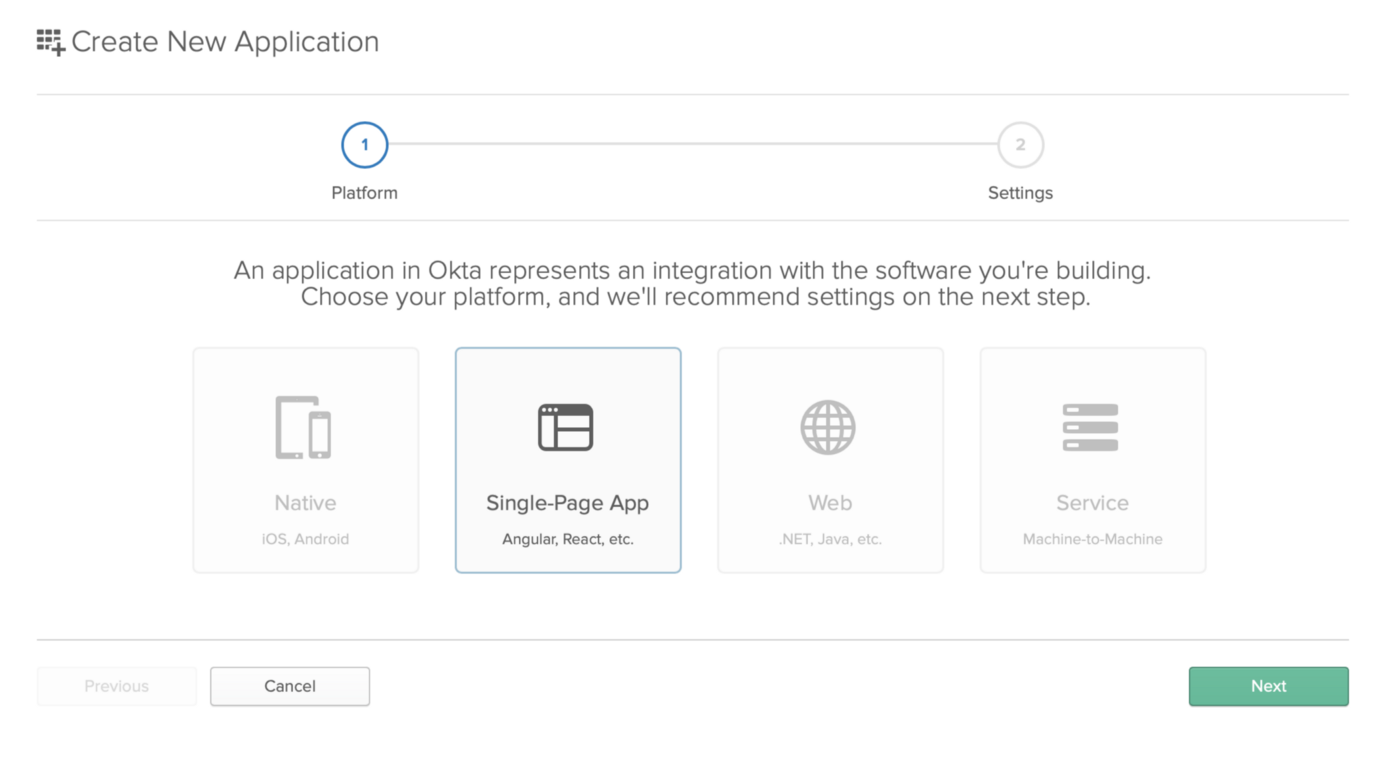 Create New Application
1
2
Platform
Settings
An application in Okta represents an integration with the software you're building.
Choose your platform, and we'll recommend settings on the next step.
Native
iOS, Android
Single-Page App
Angular, React, etc.
Web
.NET, Java, etc.
Service
Machine-to-Machine
Previous
Cancel
Next